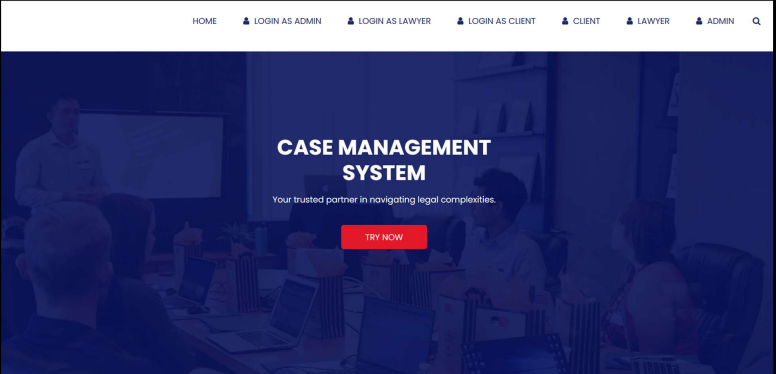 HOME LOGIN AS ADMIN LOGIN AS LAWYER LOGIN AS CLIENT CLIENT LAWYER ADMIN
CASE MANAGEMENT
SYSTEM
Your trusted partner in navigating legal complexities.
TRY NOW